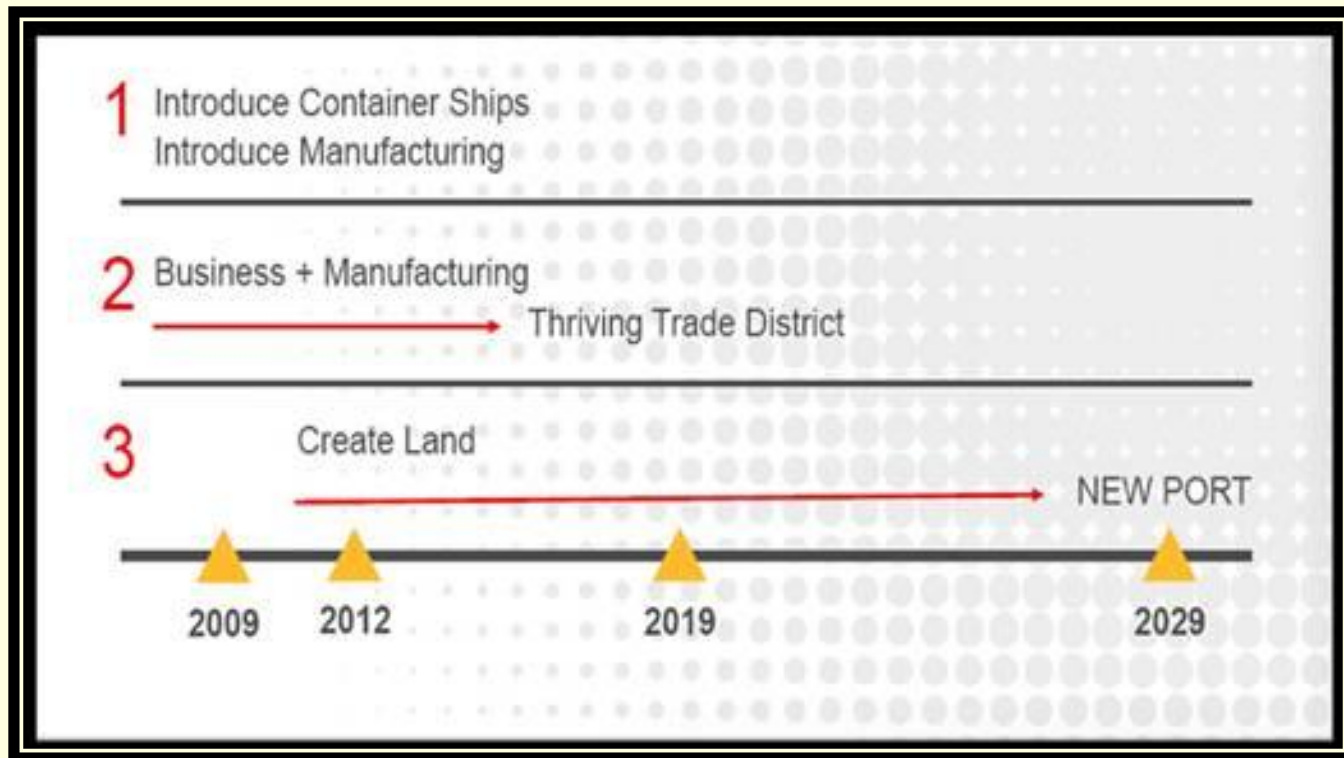 1 Introduce Container Ships
Introduce Manufacturing
2 Business + Manufacturing
Thriving Trade District
3 Create Land
NEW PORT
2009 2012 2019 2029